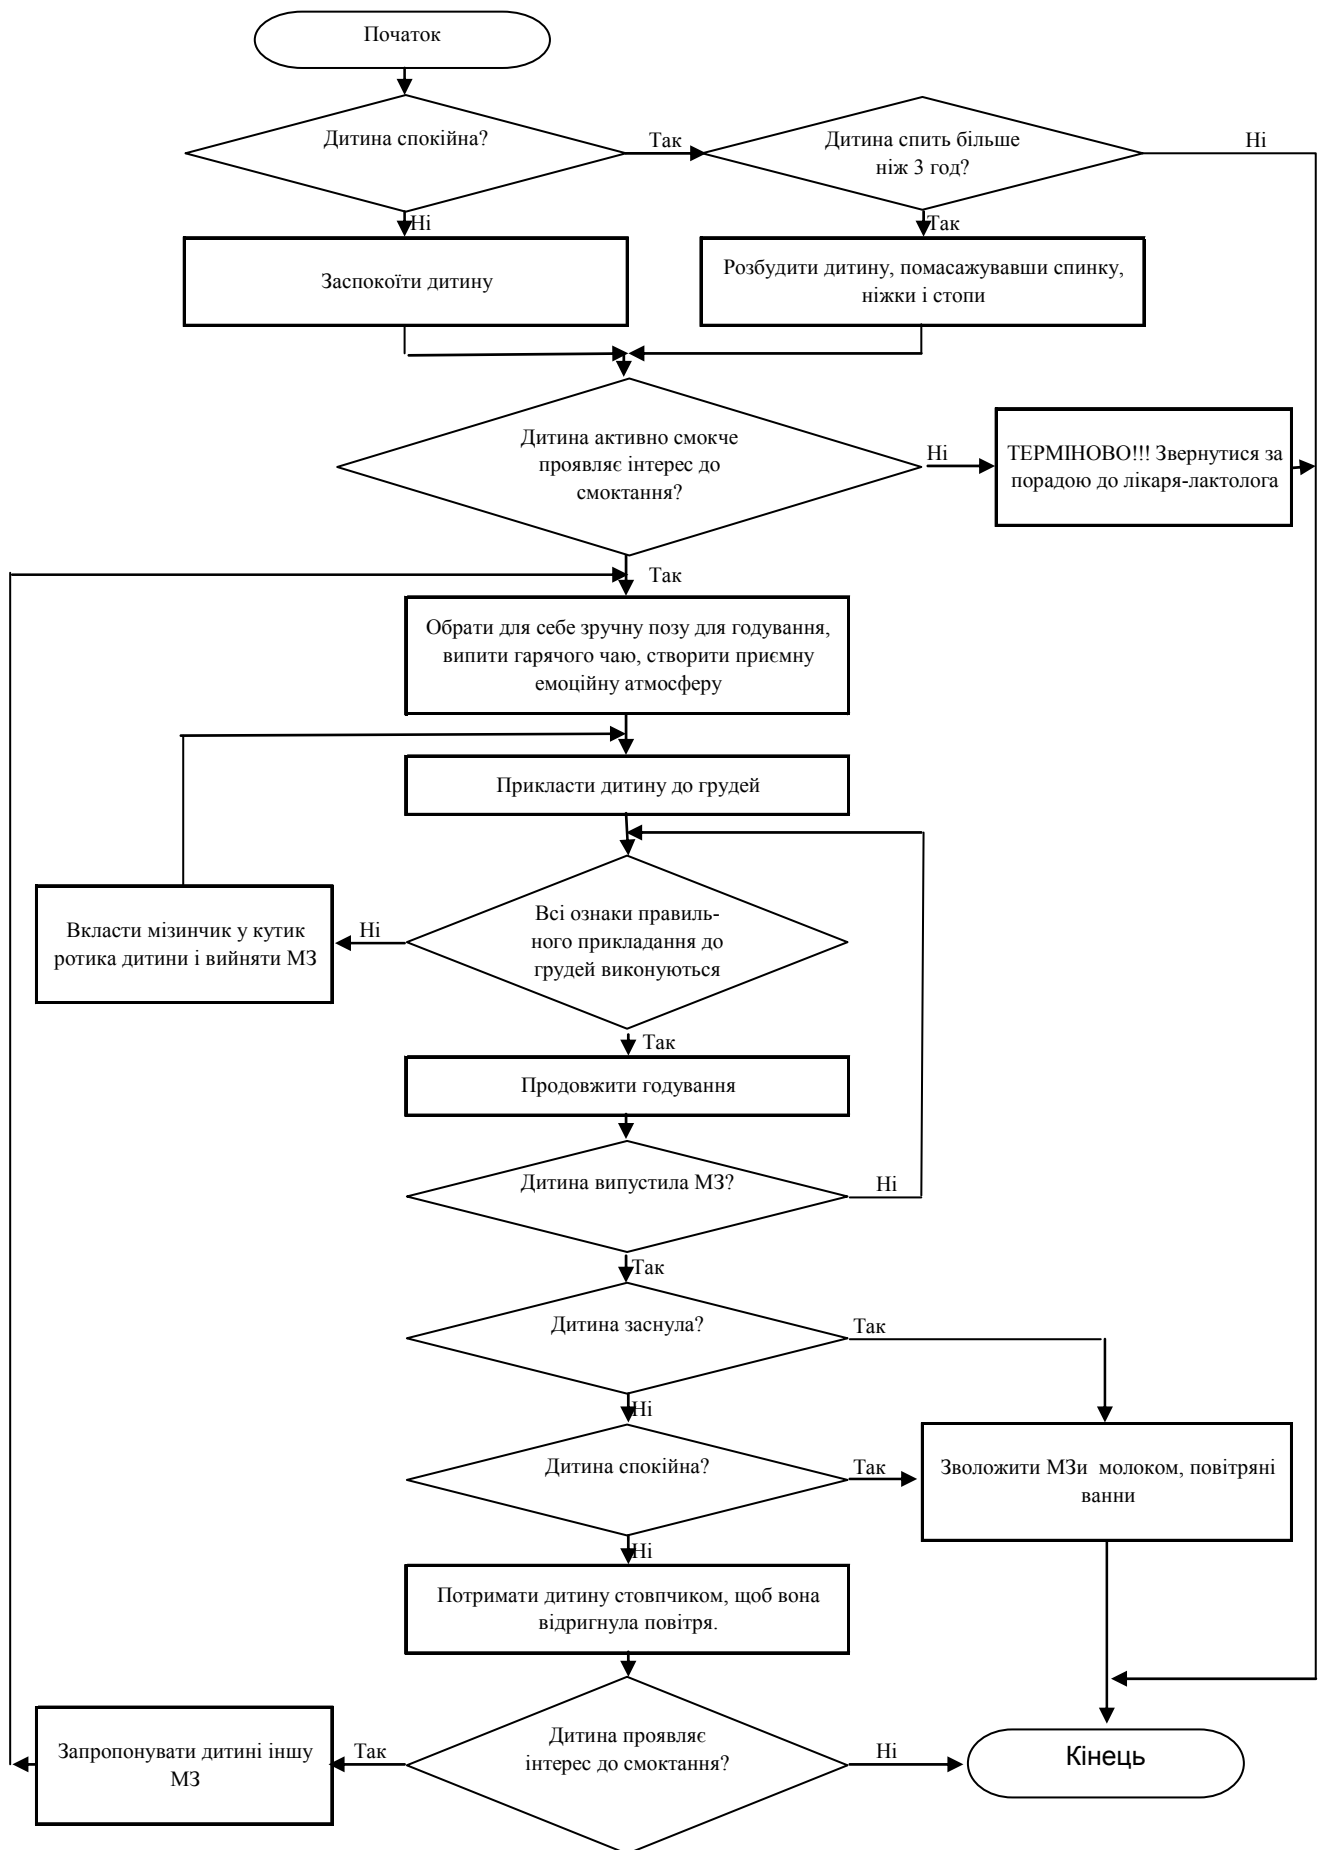 Початок
Дитина спокійна?
Так
Дитина спить більше
ніж 3 год?
Ні
Ні
Так
Заспокоїти дитину
Розбудити дитину, помасажувавши спинку,
ніжки і стопи
Дитина активно смокче
проявляє інтерес до
смоктання?
Ні
ТЕРМІНОВО!!! Звернутися за
порадою до лікаря-лактолога
Так
Обрати для себе зручну позу для годування,
випити гарячого чаю, створити приємну
емоційну атмосферу
Прикласти дитину до грудей
Всі ознаки правиль-
ного прикладання до
грудей виконуються
Ні
Вкласти мізинчик у кутик
ротика дитини і вийняти МЗ
Так
Продовжити годування
Дитина випустила МЗ?
Ні
Так
Дитина заснула?
Так
Ні
Дитина спокійна?
Так
Зволожити МЗи молоком, повітряні
ванни
Ні
Потримати дитину стовпчиком, щоб вона
відригнула повітря.
Дитина проявляє
інтерес до смоктання?
Так
Запропонувати дитині іншу
МЗ
Ні
Кінець